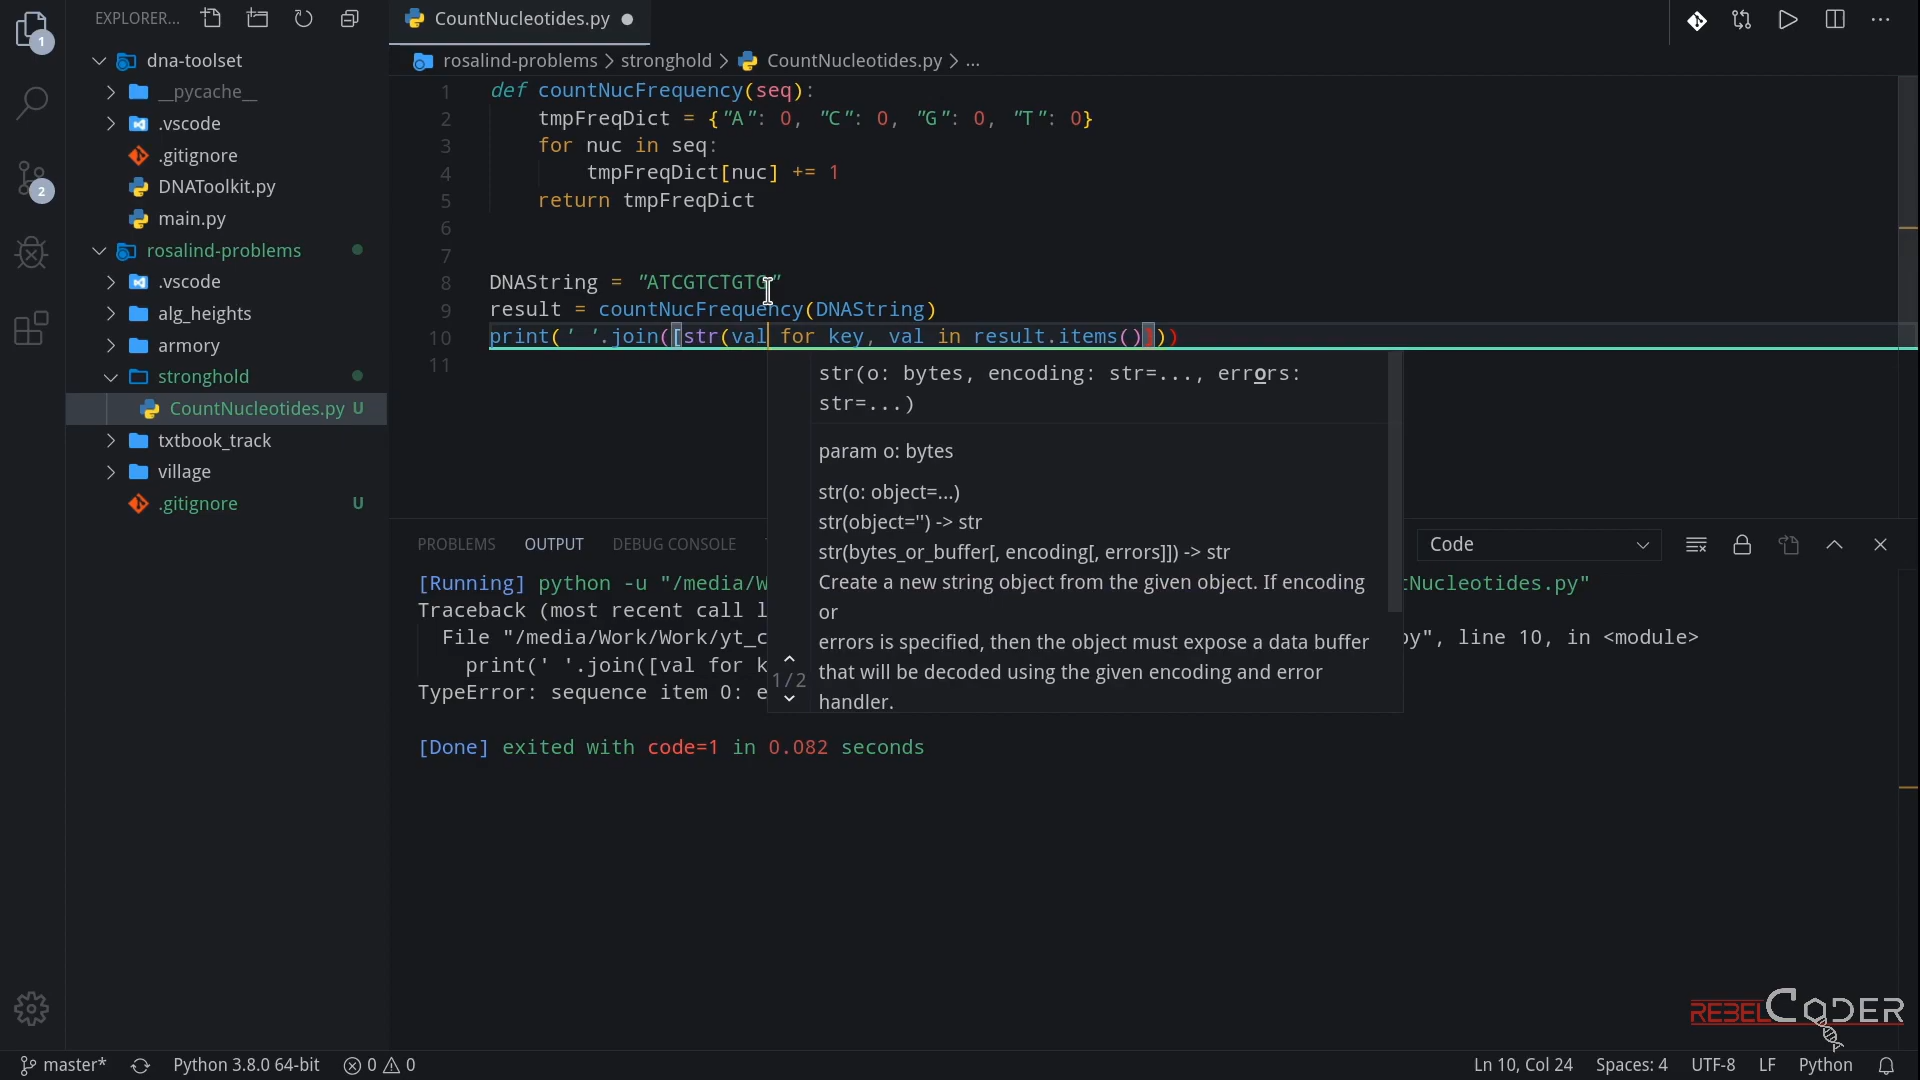 EXPLORER...
dna-toolset
__pycache__
.vscode
.gitignore
DNAToolkit.py
main.py
rosalind-problems
.vscode
alg_heights
armory
stronghold
CountNucleotides.py U
txtbook_track
village
.gitignore U
1
2
CountNucleotides.py
rosalind-problems > stronghold > CountNucleotides.py > ...
1 def countNucFrequency(seq):
2 tmpFreqDict = {"A": 0, "C": 0, "G": 0, "T": 0}
3 for nuc in seq:
4 tmpFreqDict[nuc] += 1
5 return tmpFreqDict
6
7
8 DNAString = "ATCGTCTGTG"
9 result = countNucFrequency(DNAString)
10 print(' '.join([str(val for key, val in result.items()]))
11
str(o: bytes, encoding: str=..., errors:
str=...)
param o: bytes
str(o: object=...)
str(object='') -> str
str(bytes_or_buffer[, encoding[, errors]]) -> str
Create a new string object from the given object. If encoding
or
errors is specified, then the object must expose a data buffer
that will be decoded using the given encoding and error
handler.
1/2
PROBLEMS OUTPUT DEBUG CONSOLE
Code
[Running] python -u "/media/W
tNucleotides.py"
Traceback (most recent call l
File "/media/Work/Work/yt_c
py", line 10, in <module>
print(' '.join([val for k
TypeError: sequence item 0: e
[Done] exited with code=1 in 0.082 seconds
REBELCODER
master* Python 3.8.0 64-bit 0 0 Ln 10, Col 24 Spaces: 4 UTF-8 LF Python